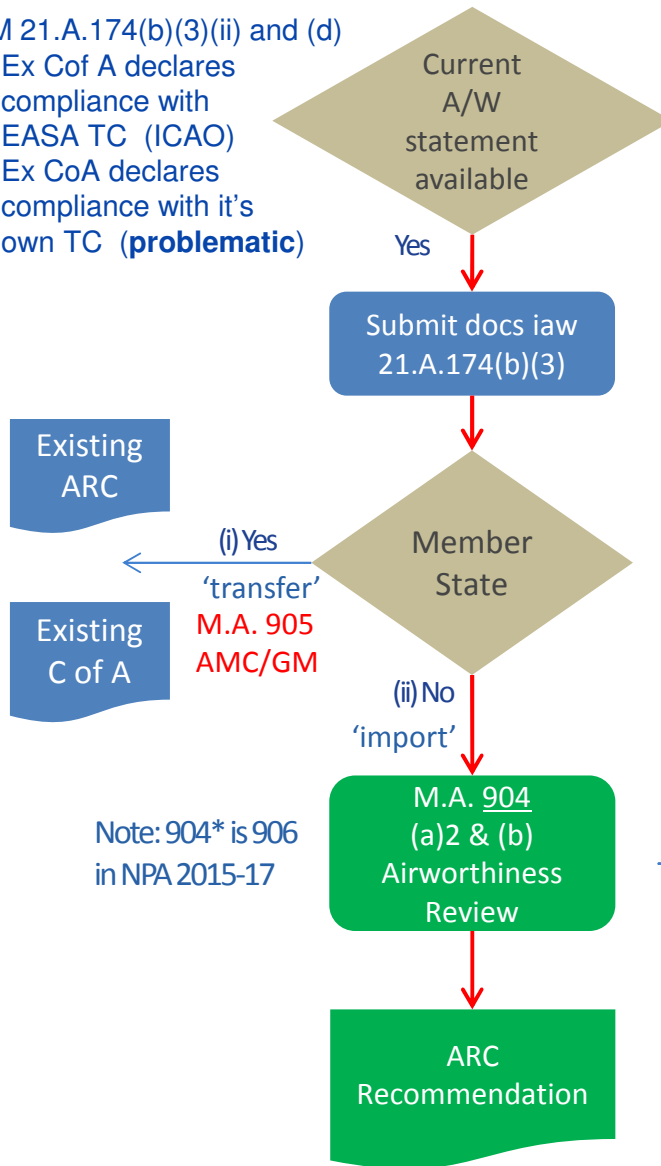 M 21.A.174(b)(3)(ii) and (d)
Ex Cof A declares
compliance with
EASA TC (ICAO)
Ex CoA declares
compliance with it's
own TC (problematic)
Current
A/W
statement
available
Yes
Submit docs iaw
21.A.174(b)(3)
Existing
ARC
(i) Yes
'transfer'
M.A. 905
AMC/GM
Member
State
Existing
C of A
(ii) No
'import'
Note: 904* is 906
in NPA 2015-17
M.A. 904
(a)2 & (b)
Airworthiness
Review
ARC
Recommendation